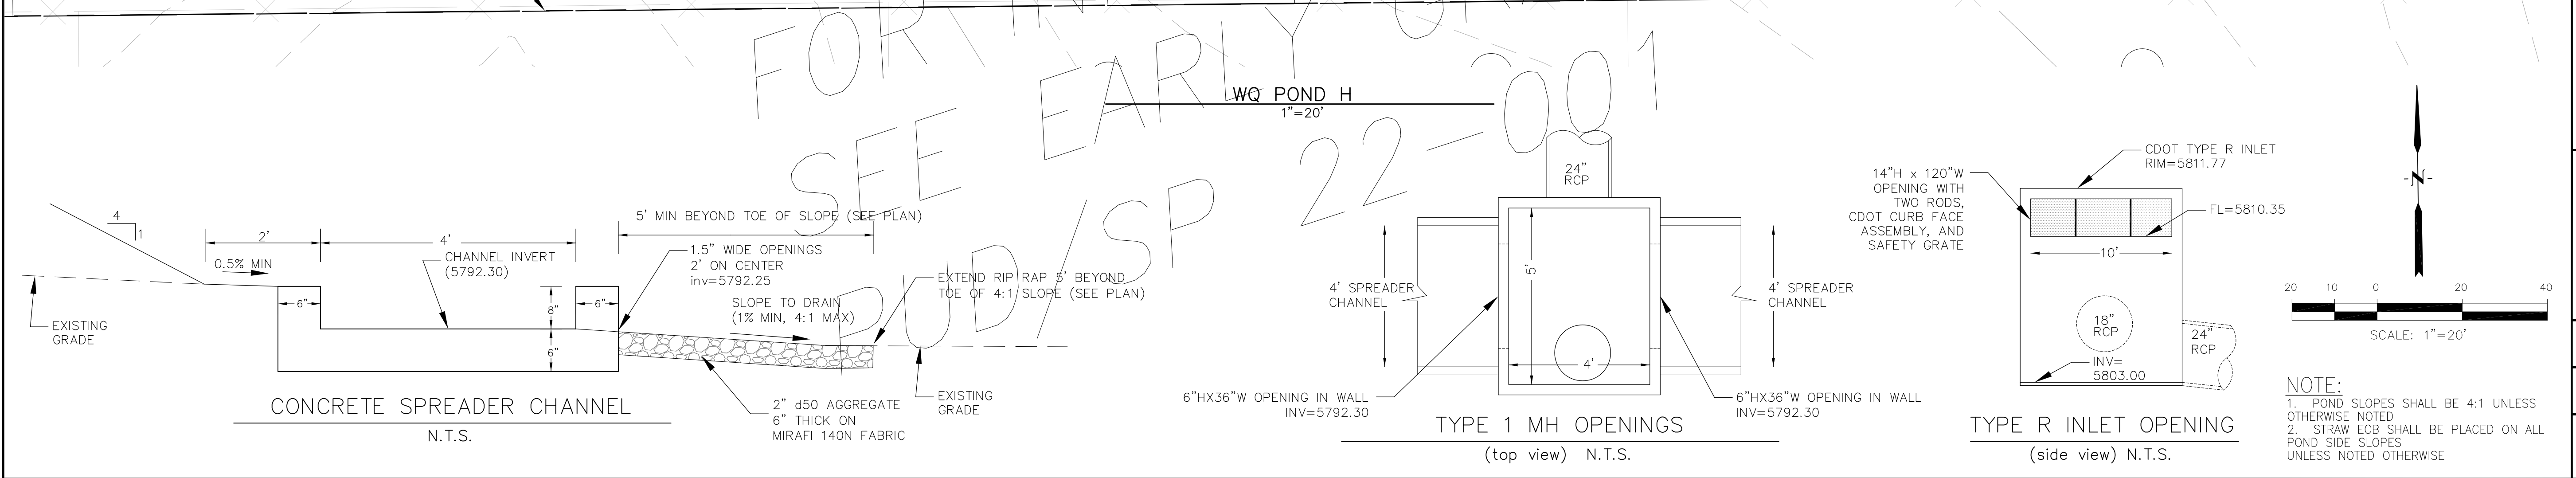 FOR
SEE EARLY
PUD/SP 22-001
WQ POND H
1"=20'
4
1
2'
4'
5' MIN BEYOND TOE OF SLOPE (SEE PLAN)
0.5% MIN
CHANNEL INVERT
(5792.30)
1.5" WIDE OPENINGS
2' ON CENTER
inv=5792.25
EXTEND RIP RAP 5' BEYOND
TOE OF 4:1 SLOPE (SEE PLAN)
SLOPE TO DRAIN
(1% MIN, 4:1 MAX)
6"
8"
6"
6"
EXISTING
GRADE
EXISTING
GRADE
2" d50 AGGREGATE
6" THICK ON
MIRAFI 140N FABRIC
CONCRETE SPREADER CHANNEL
N.T.S.
24"
RCP
5'
4'
4' SPREADER
CHANNEL
4' SPREADER
CHANNEL
6"HX36"W OPENING IN WALL
INV=5792.30
6"HX36"W OPENING IN WALL
INV=5792.30
TYPE 1 MH OPENINGS
(top view) N.T.S.
CDOT TYPE R INLET
RIM=5811.77
14"H x 120"W
OPENING WITH
TWO RODS,
CDOT CURB FACE
ASSEMBLY, AND
SAFETY GRATE
FL=5810.35
10'
18"
RCP
24"
RCP
INV=
5803.00
TYPE R INLET OPENING
(side view) N.T.S.
N
20 10 0 20 40
SCALE: 1"=20'
NOTE:
1. POND SLOPES SHALL BE 4:1 UNLESS
OTHERWISE NOTED
2. STRAW ECB SHALL BE PLACED ON ALL
POND SIDE SLOPES
UNLESS NOTED OTHERWISE